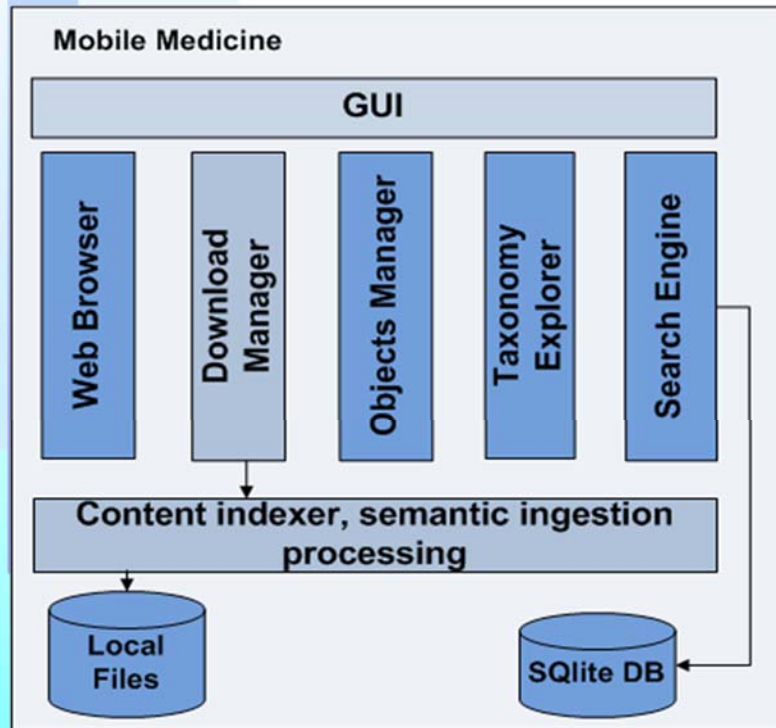 Mobile Medicine
GUI
Web Browser
Download
Manager
Objects Manager
Taxonomy
Explorer
Search Engine
Content indexer, semantic ingestion
processing
Local
Files
SQlite DB